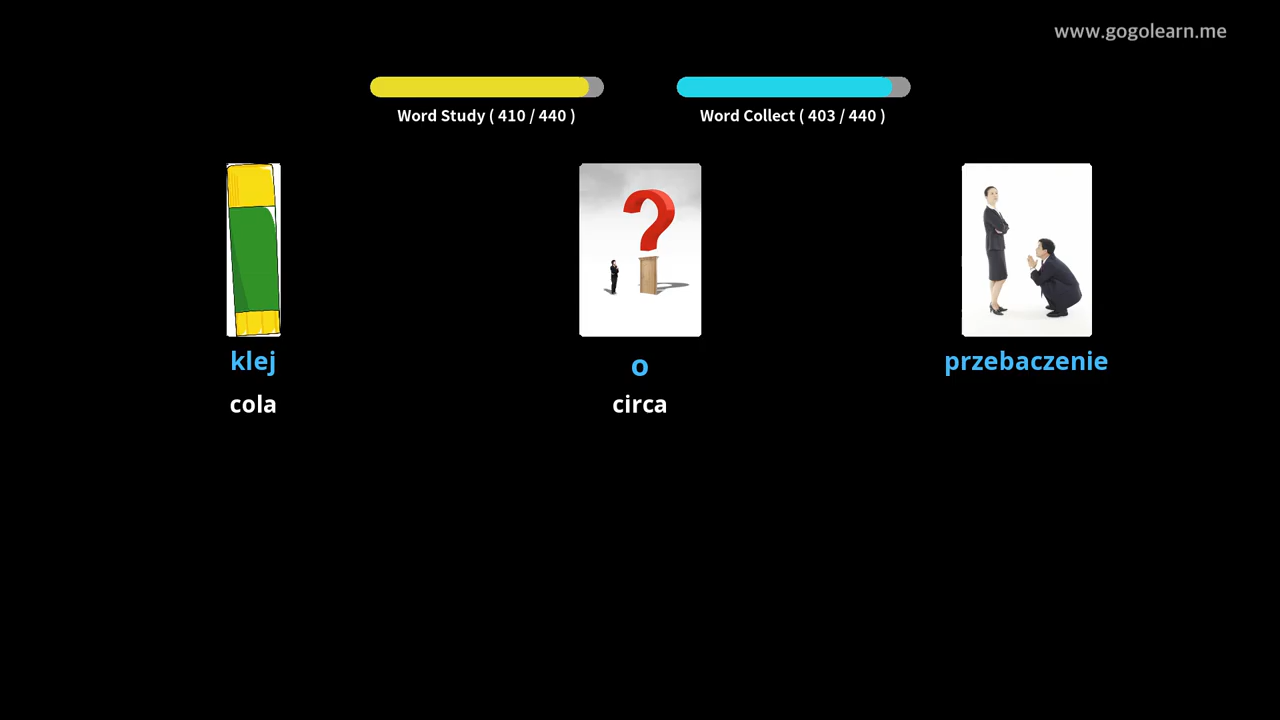 www.gogolearn.me
Word Study ( 410 / 440 )
Word Collect ( 403 / 440 )
klej
o
przebaczenie
cola
circa